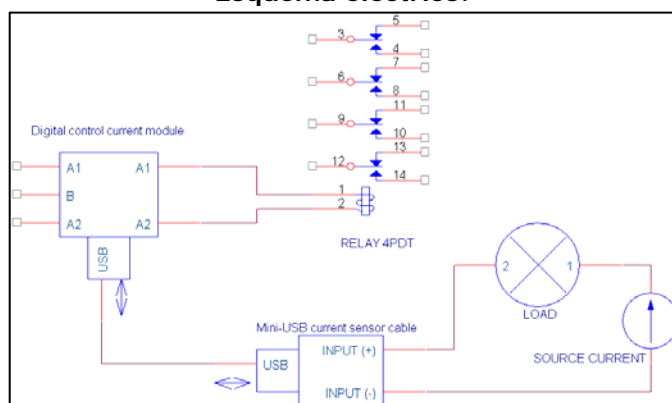 Esquema eléctrico:
5
3
4
7
6
8
11
9
10
13
12
14
Digital control current module
A1 A1
B
A2 A2
USB
1
2
RELAY 4PDT
2 1
LOAD
SOURCE CURRENT
Mini-USB current sensor cable
USB
INPUT (+)
INPUT (-)